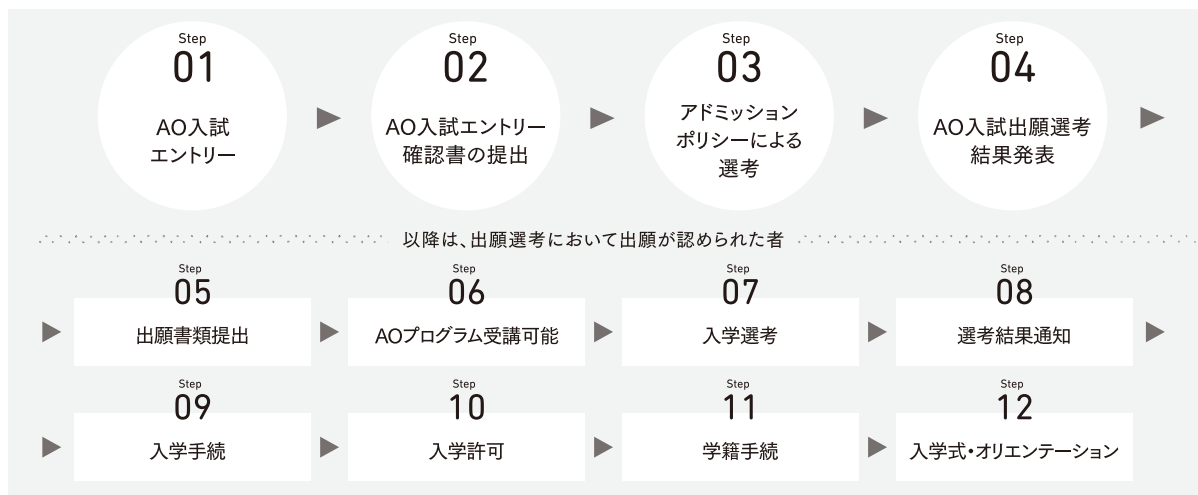 Step
01
AO入試
エントリー
Step
02
AO入試エントリー
確認書の提出
Step
03
アドミッション
ポリシーによる
選考
Step
04
AO入試出願選考
結果発表
以降は、出願選考において出願が認められた者
Step
05
出願書類提出
Step
06
AOプログラム受講可能
Step
07
入学選考
Step
08
選考結果通知
Step
09
入学手続
Step
10
入学許可
Step
11
学籍手続
Step
12
入学式・オリエンテーション